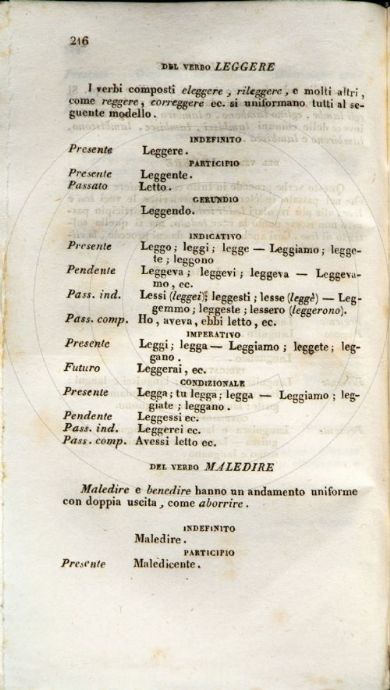 216
DEL VERBO LEGGERE
I verbi composti eleggere, rileggere, e molti altri,
come reggere, correggere ec. si uniformano tutti al se-
guente modello.
INDEFINITO
Presente Leggere.
PARTICIPIO
Presente Leggente.
Passato Letto.
GERUNDIO
Leggendo.
INDICATIVO
Presente Leggo; leggi; legge — Leggiamo; legge-
te; leggono
Pendente Leggeva; leggevi; leggeva — Leggeva-
mo, ec.
Pass. ind. Lessi (leggei); leggesti; lesse (leggè) — Leg-
gemmo; leggeste; lessero (leggerono).
Pass. comp. Ho, aveva, ebbi letto, ec.
IMPERATIVO
Presente Leggi; legga — Leggiamo; leggete; leg-
gano.
Futuro Leggerai, ec.
CONDIZIONALE
Presente Legga; tu legga; legga — Leggiamo; leg-
giate; leggano.
Pendente Leggessi ec.
Pass. ind. Leggerei ec.
Pass. comp. Avessi letto ec.
DEL VERBO MALEDIRE
Maledire e benedire hanno un andamento uniforme
con doppia uscita, come aborrire.
INDEFINITO
Maledire.
PARTICIPIO
Presente Maledicente.